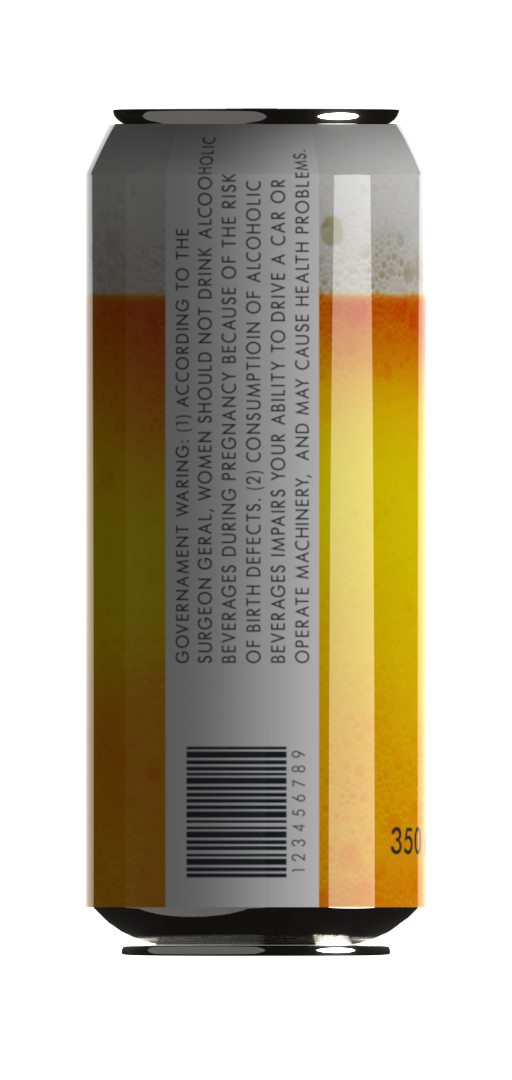 GOVERNAMENT WARING: (1) ACCORDING TO THE
SURGEON GERAL, WOMEN SHOULD NOT DRINK ALCOOHOLIC
BEVERAGES DURING PREGNANCY BECAUSE OF THE RISK
OF BIRTH DEFECTS. (2) CONSUMPTIOIN OF ALCOHOLIC
BEVERAGES IMPAIRS YOUR ABILITY TO DRIVE A CAR OR
OPERATE MACHINERY, AND MAY CAUSE HEALTH PROBLEMS.
123456789
350